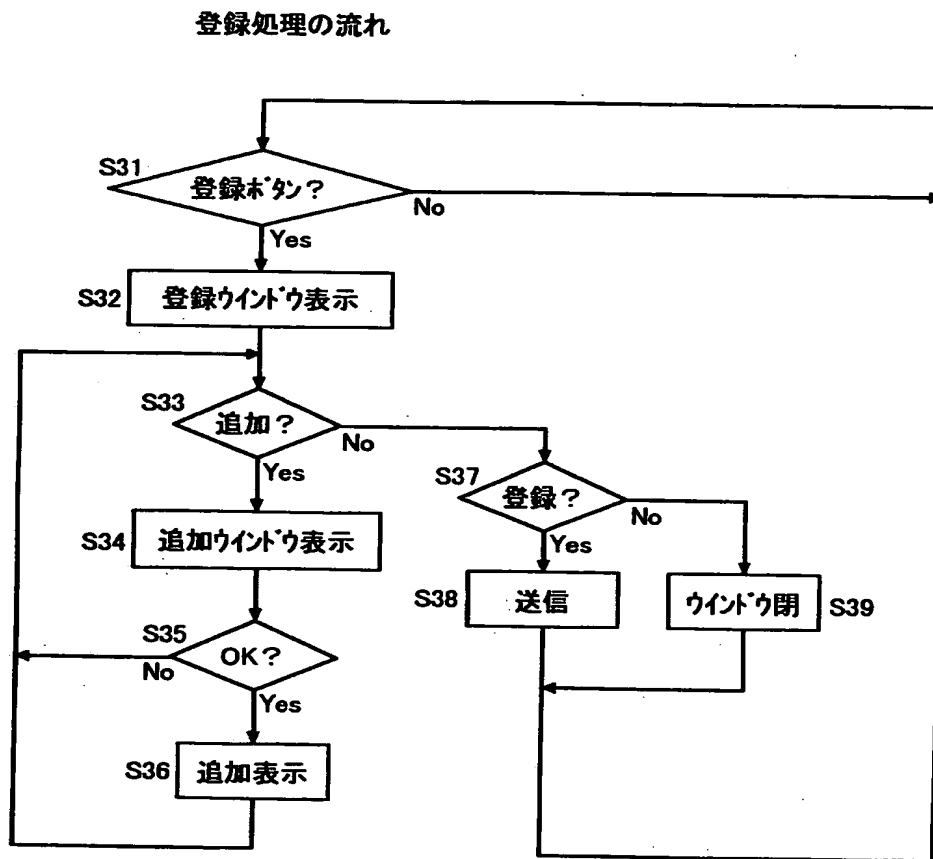 登録処理の流れ
S31
登録ボタン？
No
Yes
S32
登録ウインドウ表示
S33
追加？
No
Yes
S34
追加ウインドウ表示
S35
OK？
No
Yes
S36
追加表示
S37
登録？
No
Yes
S38
送信
ウインドウ閉
S39